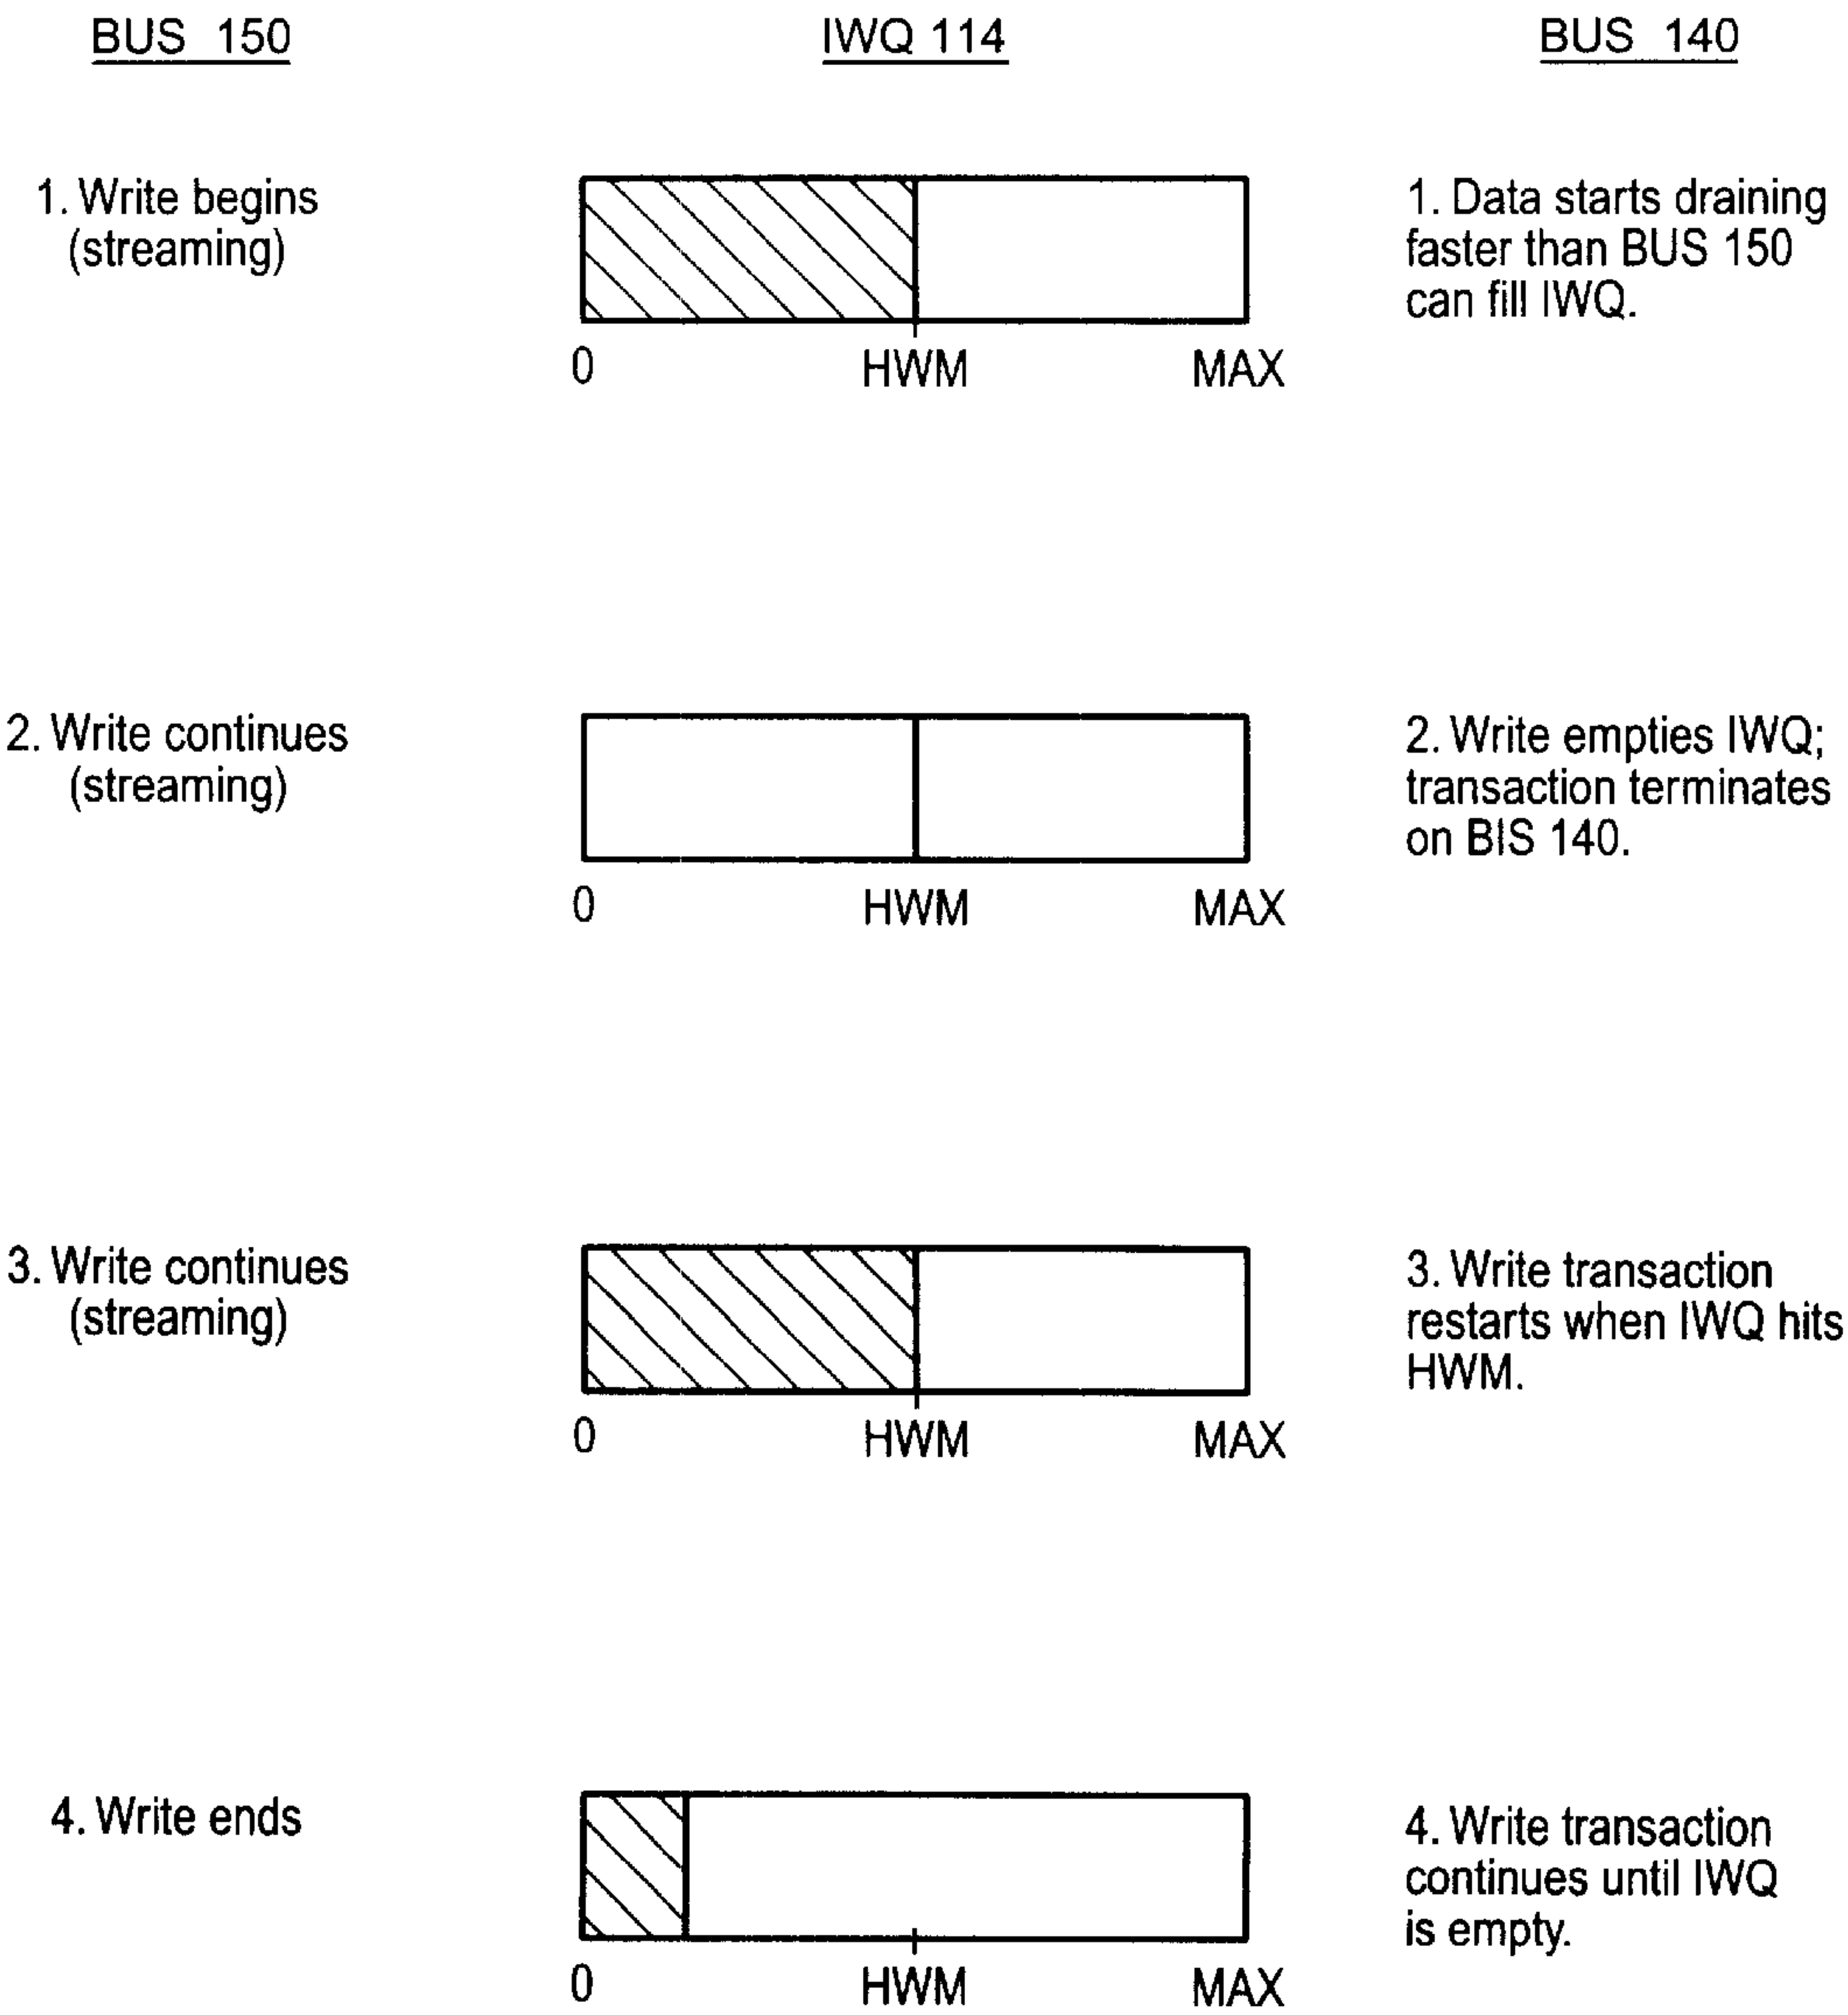 BUS 150
IWQ 114
BUS 140
1. Write begins
(streaming)
0
HWM
MAX
1. Data starts draining
faster than BUS 150
can fill IWQ.
2. Write continues
(streaming)
0
HWM
MAX
2. Write empties IWQ;
transaction terminates
on BIS 140.
3. Write continues
(streaming)
0
HWM
MAX
3. Write transaction
restarts when IWQ hits
HWM.
4. Write ends
0
HWM
MAX
4. Write transaction
continues until IWQ
is empty.